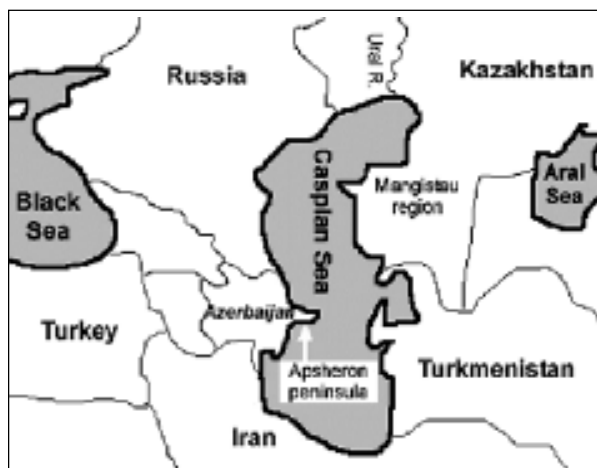 Russia
Ural R.
Kazakhstan
Caspian Sea
Mangistau
region
Aral
Sea
Black
Sea
Azerbaijan
Turkey
Apsheron
peninsula
Turkmenistan
Iran